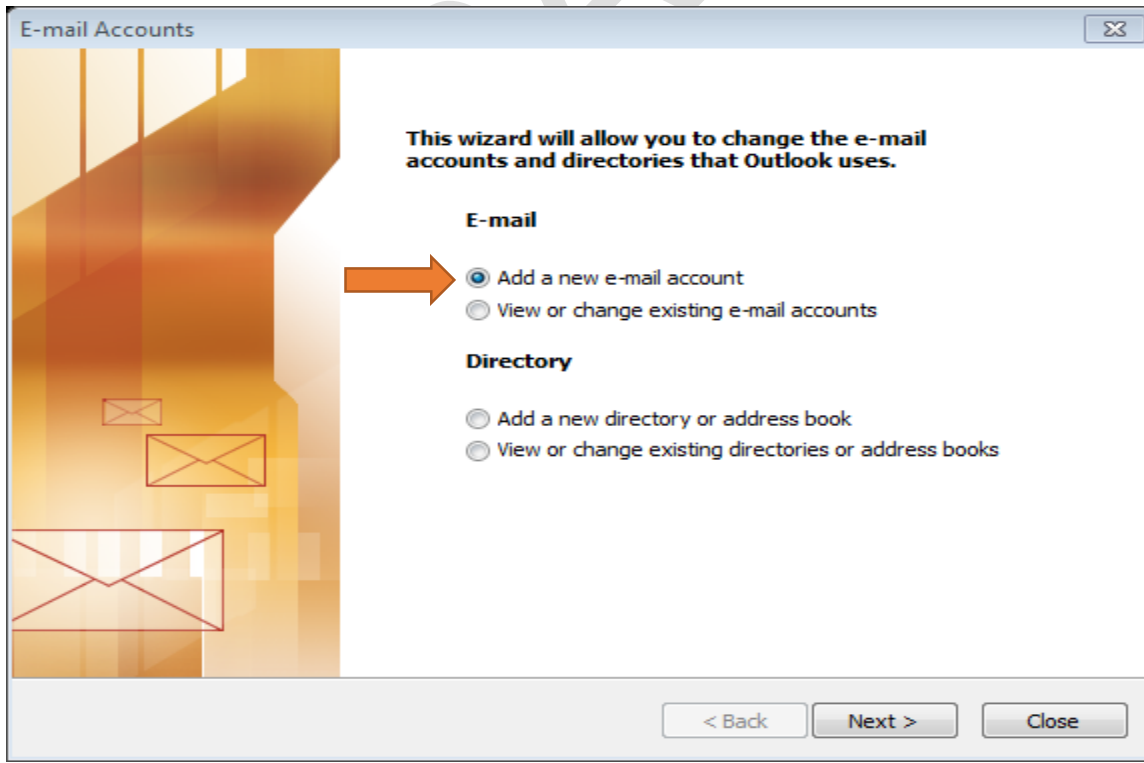 E-mail Accounts
This wizard will allow you to change the e-mail
accounts and directories that Outlook uses.
E-mail
Add a new e-mail account
View or change existing e-mail accounts
Directory
Add a new directory or address book
View or change existing directories or address books
< Back
Next >
Close